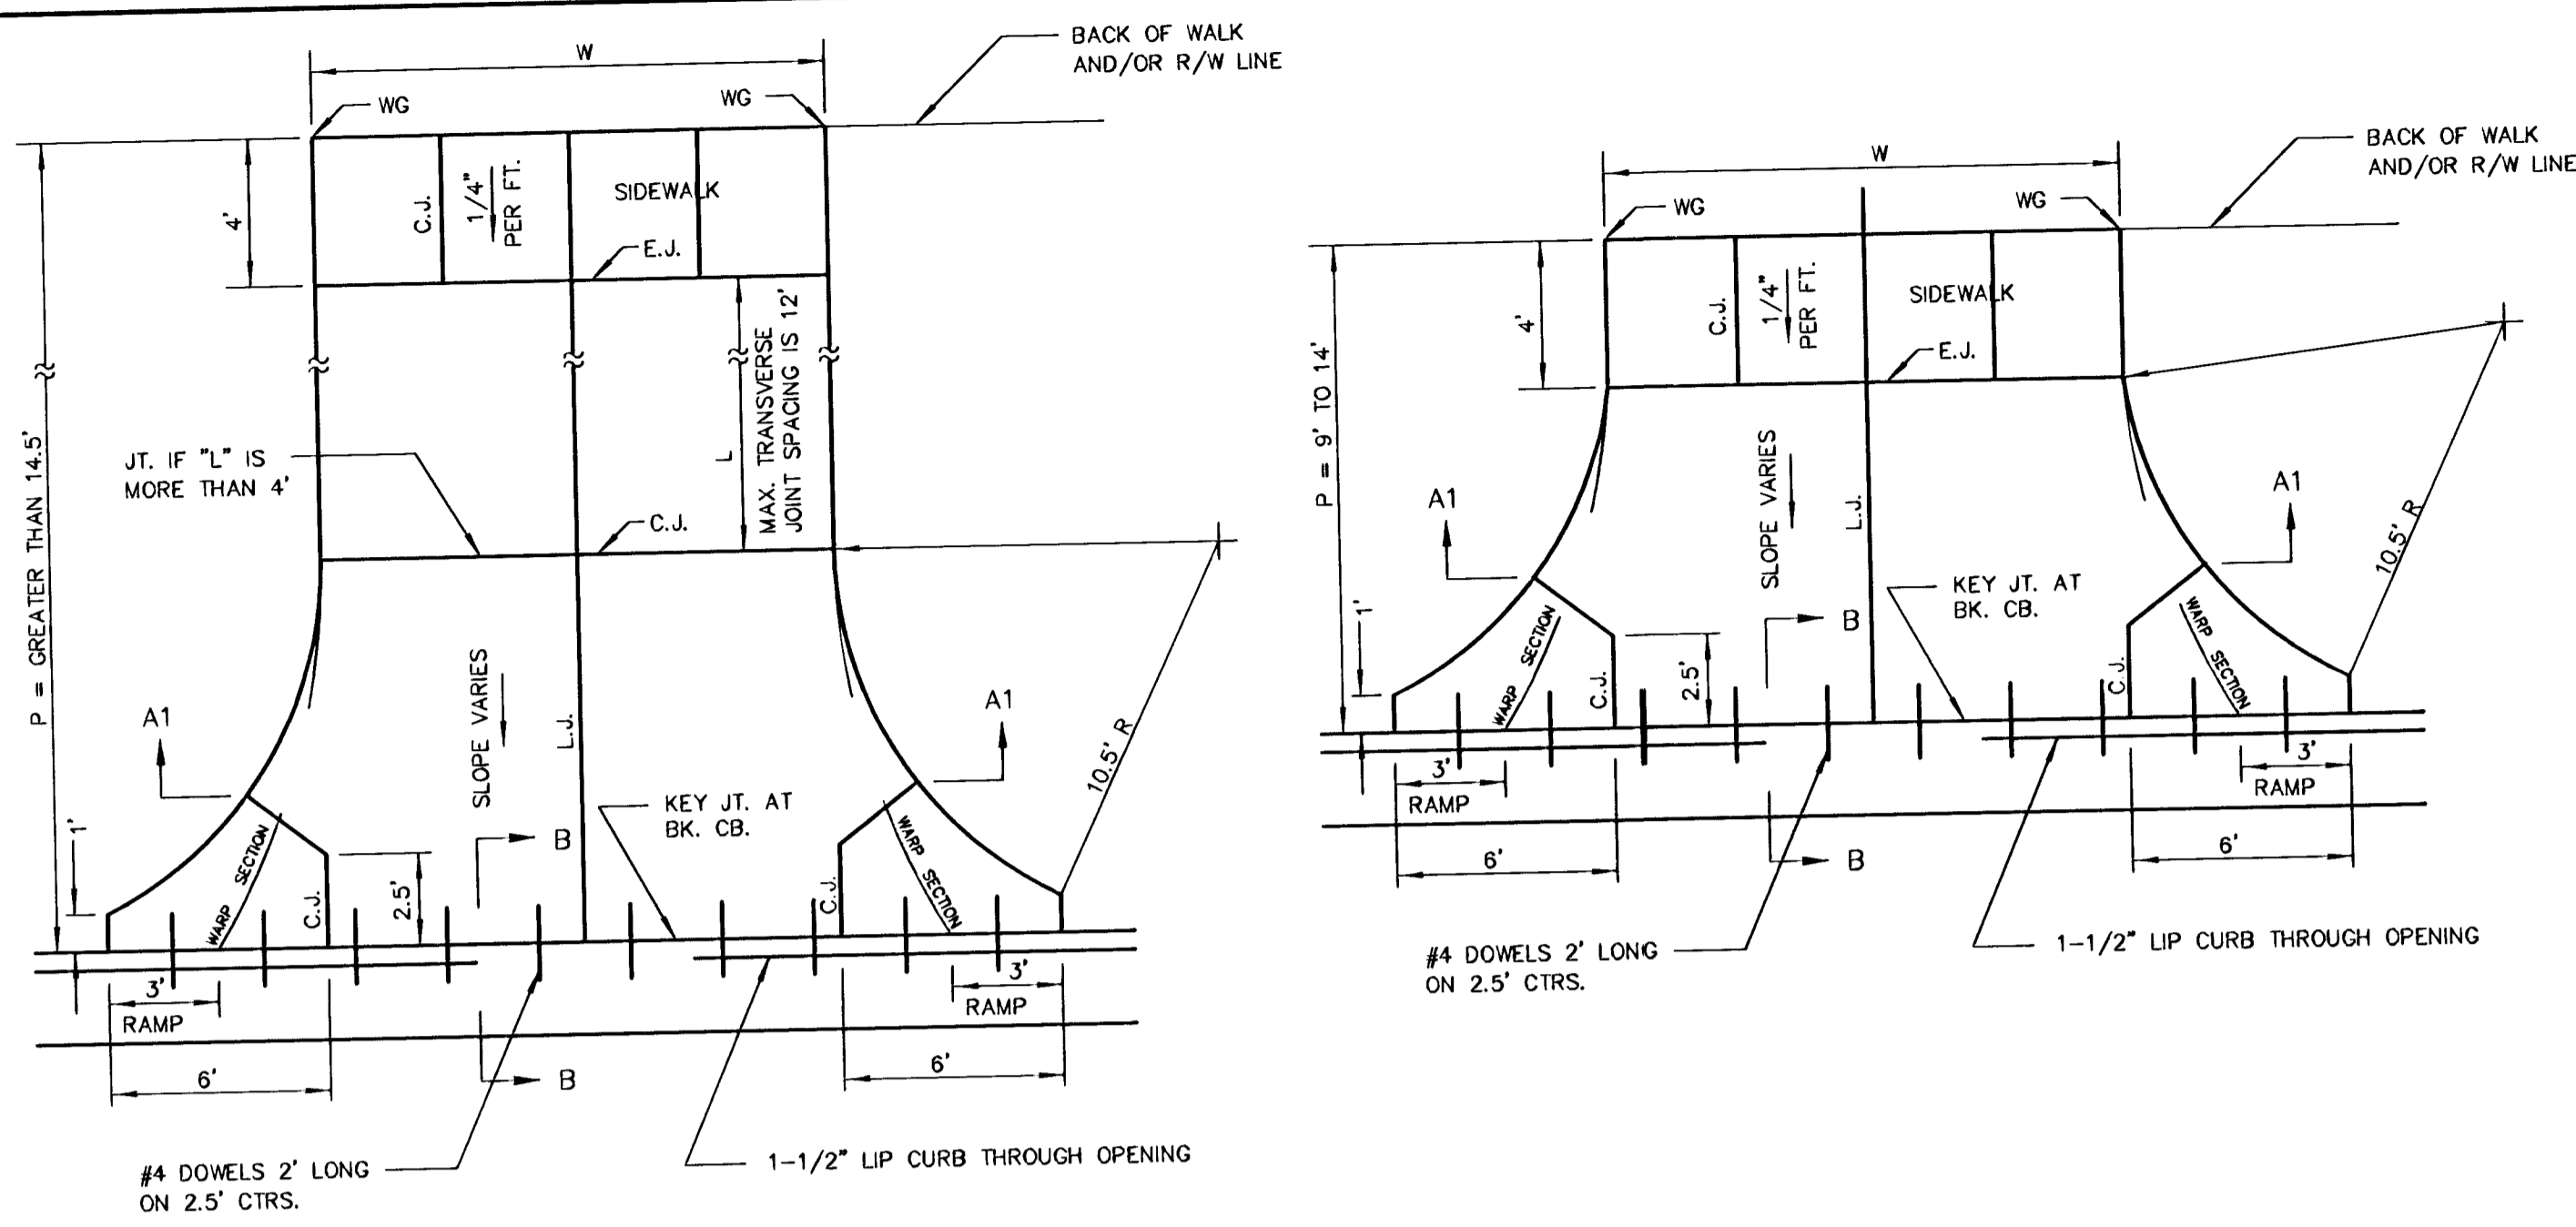 W
BACK OF WALK
AND/OR R/W LINE
WG
WG
4'
C.J.
1/4"
PER FT.
SIDEWALK
E.J.
P = GREATER THAN 14.5'
JT. IF "L" IS
MORE THAN 4'
L
MAX. TRANSVERSE
JOINT SPACING IS 12'
C.J.
A1
A1
SLOPE VARIES
L.J.
10.5' R
1'
WARP SECTION
C.J.
2.5'
B
KEY JT. AT
BK. CB.
C.J.
WARP SECTION
3'
RAMP
3'
RAMP
6'
B
6'
#4 DOWELS 2' LONG
ON 2.5' CTRS.
1-1/2" LIP CURB THROUGH OPENING
W
BACK OF WALK
AND/OR R/W LINE
WG
WG
4'
C.J.
1/4"
PER FT.
SIDEWALK
E.J.
P = 9' TO 14'
A1
A1
SLOPE VARIES
L.J.
10.5' R
1'
WARP SECTION
C.J.
2.5'
B
KEY JT. AT
BK. CB.
C.J.
WARP SECTION
3'
RAMP
3'
RAMP
6'
B
6'
#4 DOWELS 2' LONG
ON 2.5' CTRS.
1-1/2" LIP CURB THROUGH OPENING